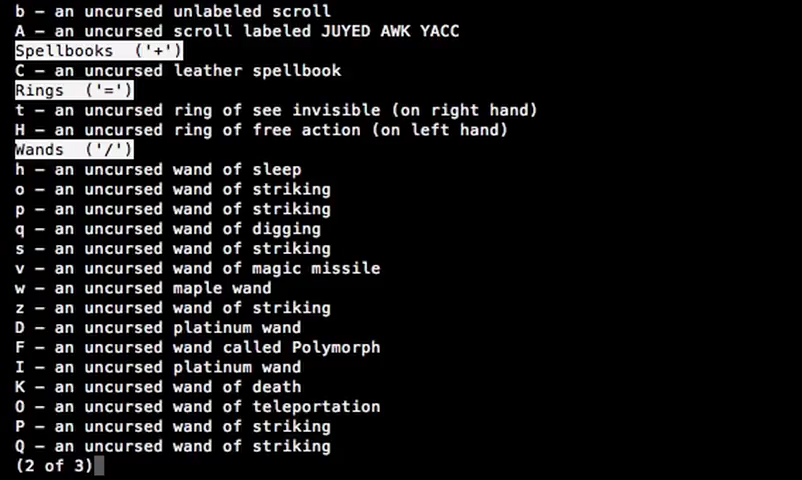 b - an uncursed unlabeled scroll
A - an uncursed scroll labeled JUYED AWK YACC
Spellbooks  ('+')
C - an uncursed leather spellbook
Rings  ('=')
t - an uncursed ring of see invisible (on right hand)
H - an uncursed ring of free action (on left hand)
Wands  ('/')
h - an uncursed wand of sleep
o - an uncursed wand of striking
p - an uncursed wand of striking
q - an uncursed wand of digging
s - an uncursed wand of striking
v - an uncursed wand of magic missile
w - an uncursed maple wand
z - an uncursed wand of striking
D - an uncursed platinum wand
F - an uncursed wand called Polymorph
I - an uncursed platinum wand
K - an uncursed wand of death
O - an uncursed wand of teleportation
P - an uncursed wand of striking
Q - an uncursed wand of striking
(2 of 3)